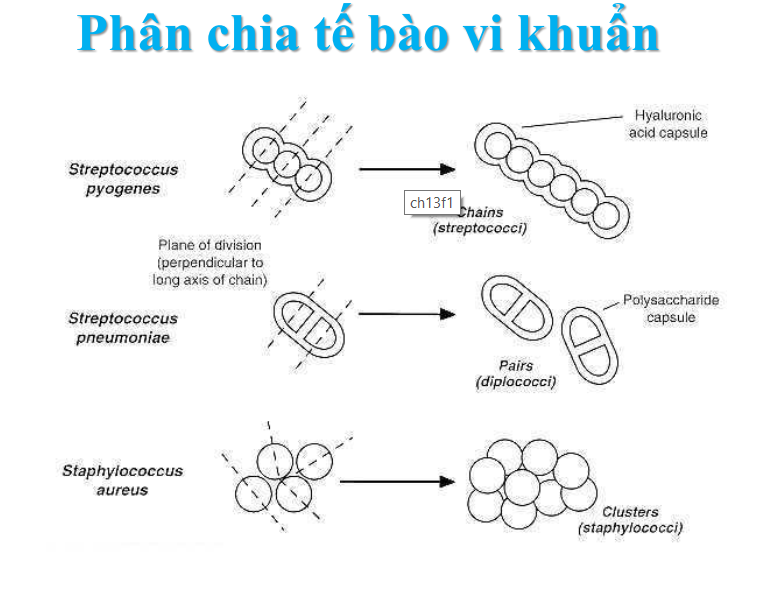 Phân chia tế bào vi khuẩn
Hyaluronic
acid capsule
Streptococcus
pyogenes
ch13f1
Chains
(streptococci)
Plane of division
(perpendicular to
long axis of chain)
Streptococcus
pneumoniae
Polysaccharide
capsule
Pairs
(diplococci)
Staphylococcus
aureus
Clusters
(staphylococci)